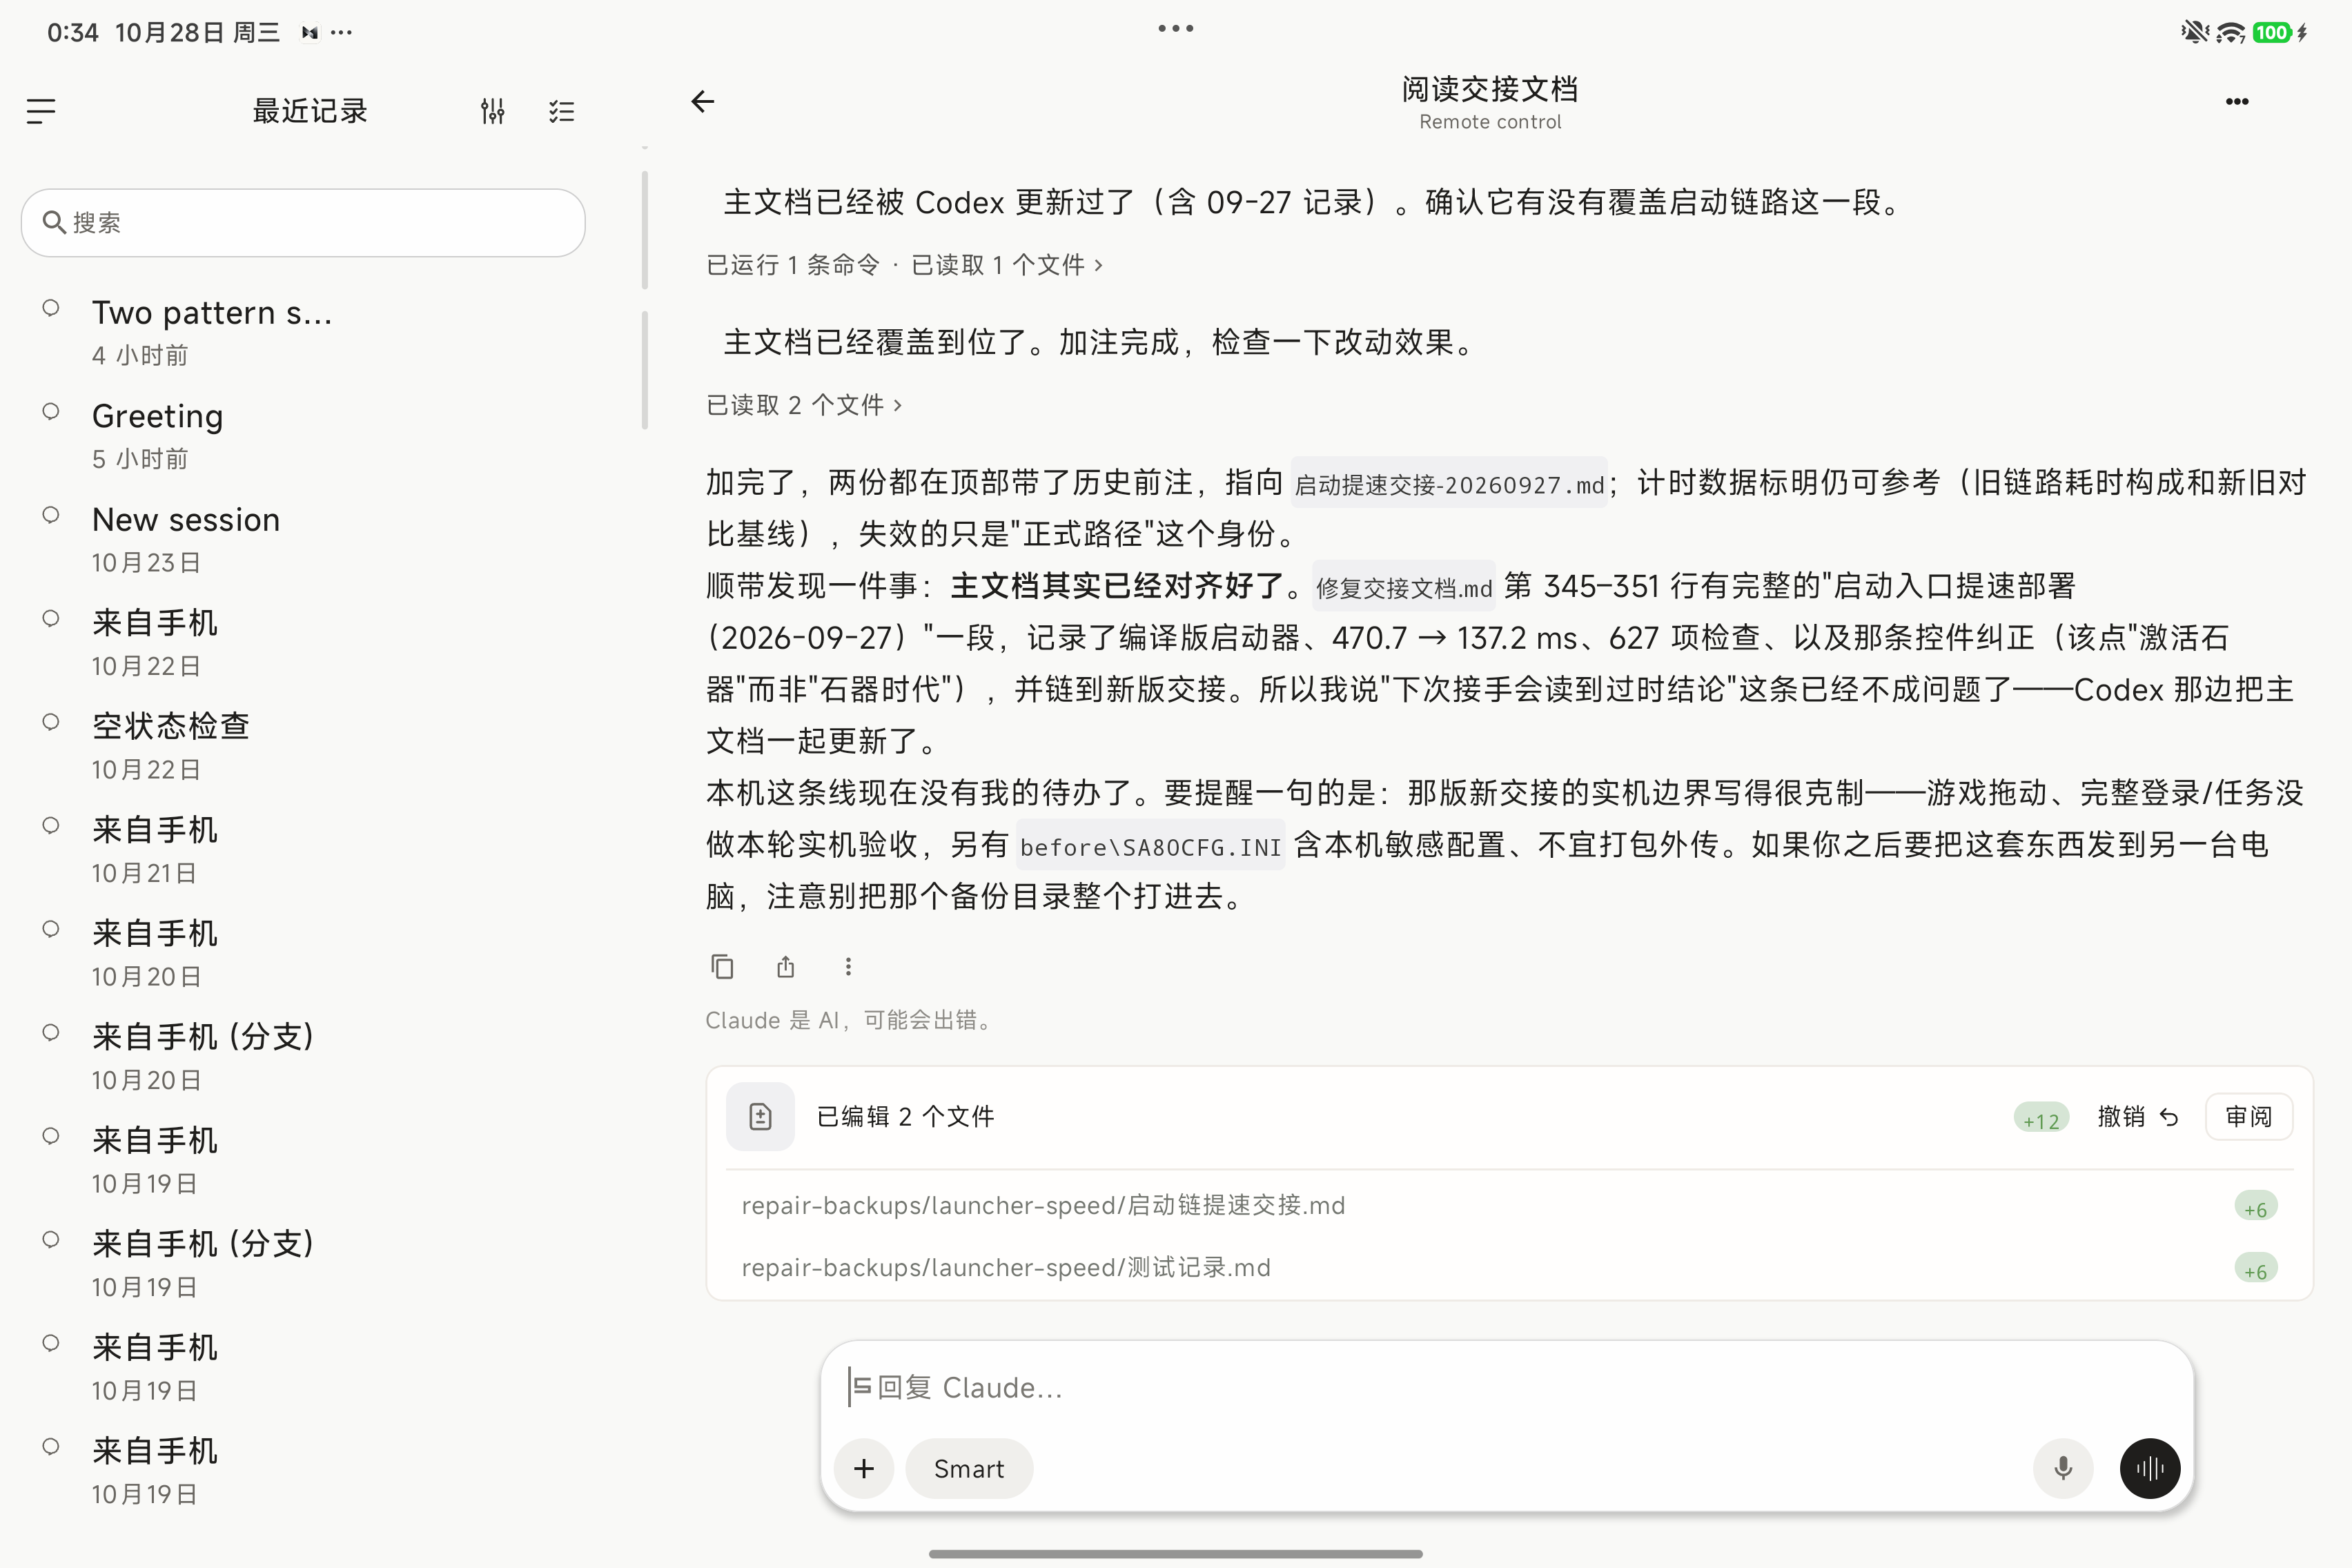 0:34 10月28日 周三
100
最近记录
搜索
Two pattern s...
4 小时前
Greeting
5 小时前
New session
10月23日
来自手机
10月22日
空状态检查
10月22日
来自手机
10月21日
来自手机
10月20日
来自手机 (分支)
10月20日
来自手机
10月19日
来自手机 (分支)
10月19日
来自手机
10月19日
来自手机
10月19日
阅读交接文档
Remote control
主文档已经被 Codex 更新过了（含 09-27 记录）。确认它有没有覆盖启动链路这一段。
已运行 1 条命令 · 已读取 1 个文件 >
主文档已经覆盖到位了。加注完成，检查一下改动效果。
已读取 2 个文件 >
加完了，两份都在顶部带了历史前注，指向 启动提速交接-20260927.md；计时数据标明仍可参考（旧链路耗时构成和新旧对
比基线），失效的只是"正式路径"这个身份。
顺带发现一件事：主文档其实已经对齐好了。修复交接文档.md 第 345–351 行有完整的"启动入口提速部署
（2026-09-27）"一段，记录了编译版启动器、470.7 → 137.2 ms、627 项检查、以及那条控件纠正（该点"激活石
器"而非"石器时代"），并链到新版交接。所以我说"下次接手会读到过时结论"这条已经不成问题了——Codex 那边把主
文档一起更新了。
本机这条线现在没有我的待办了。要提醒一句的是：那版新交接的实机边界写得很克制——游戏拖动、完整登录/任务没
做本轮实机验收，另有 before\SA80CFG.INI 含本机敏感配置、不宜打包外传。如果你之后要把这套东西发到另一台电
脑，注意别把那个备份目录整个打进去。
Claude 是 AI，可能会出错。
已编辑 2 个文件
+12 撤销 审阅
repair-backups/launcher-speed/启动链提速交接.md
+6
repair-backups/launcher-speed/测试记录.md
+6
回复 Claude...
Smart